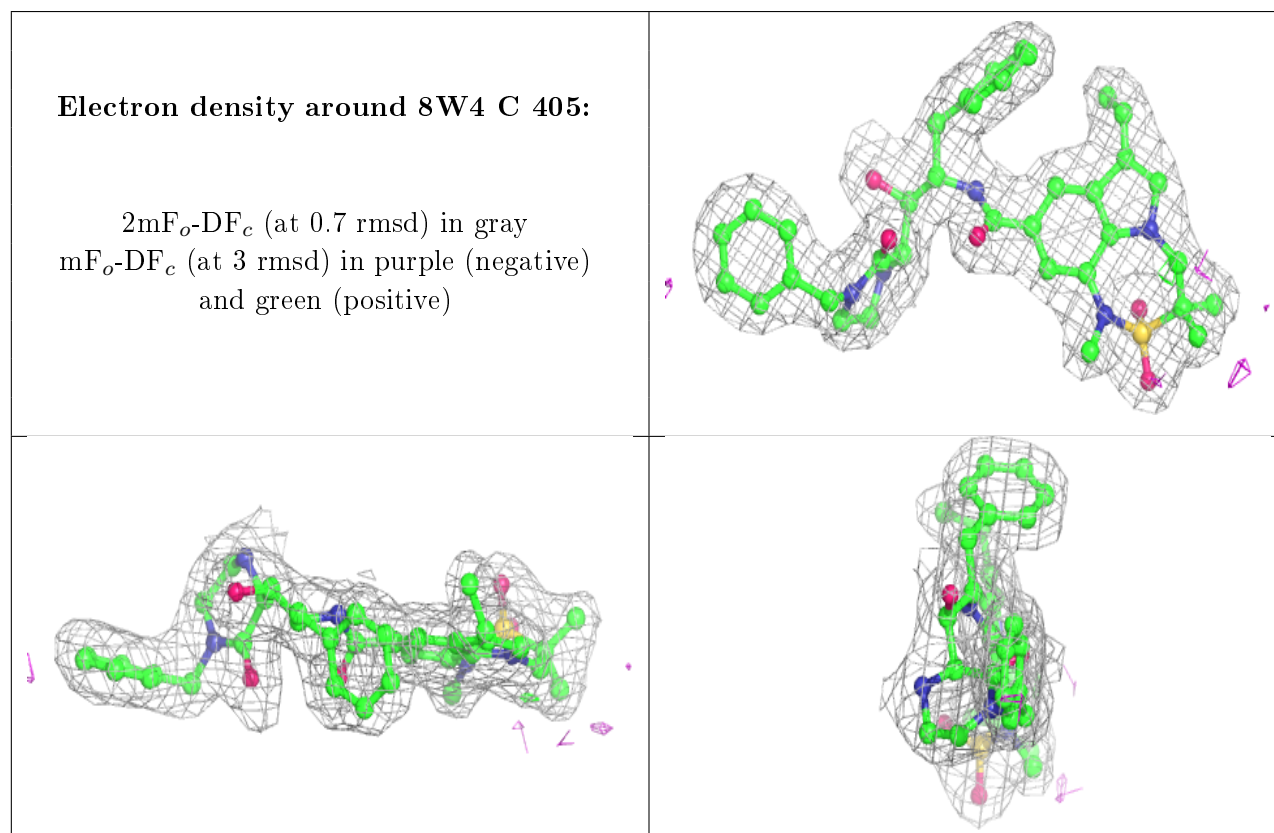 Electron density around 8W4 C 405:
2mFₒ-DF𝒸 (at 0.7 rmsd) in gray
mFₒ-DF𝒸 (at 3 rmsd) in purple (negative)
and green (positive)